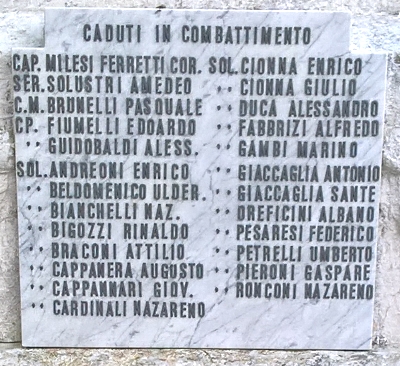 CADUTI IN COMBATTIMENTO
CAP. MILESI FERRETTI COR.
SER. SOLUSTRI AMEDEO
C.M. BRUNELLI PASQUALE
CP. FIUMELLI EDOARDO
" GUIDOBALDI ALESS.
SOL. ANDREONI ENRICO
" BELDOMENICO ULDER.
" BIANCHELLI NAZ.
" BIGOZZI RINALDO
" BRACONI ATTILIO
" CAPPANERA AUGUSTO
" CAPPANNARI GIOV.
" CARDINALI NAZARENO
SOL. CIONNA ENRICO
" CIONNA GIULIO
" DUCA ALESSANDRO
" FABBRIZI ALFREDO
" GAMBI MARINO
" GIACCAGLIA ANTONIO
" GIACCAGLIA SANTE
" OREFICINI ALBANO
" PESARESI FEDERICO
" PETRELLI UMBERTO
" PIERONI GASPARE
" RONCONI NAZARENO